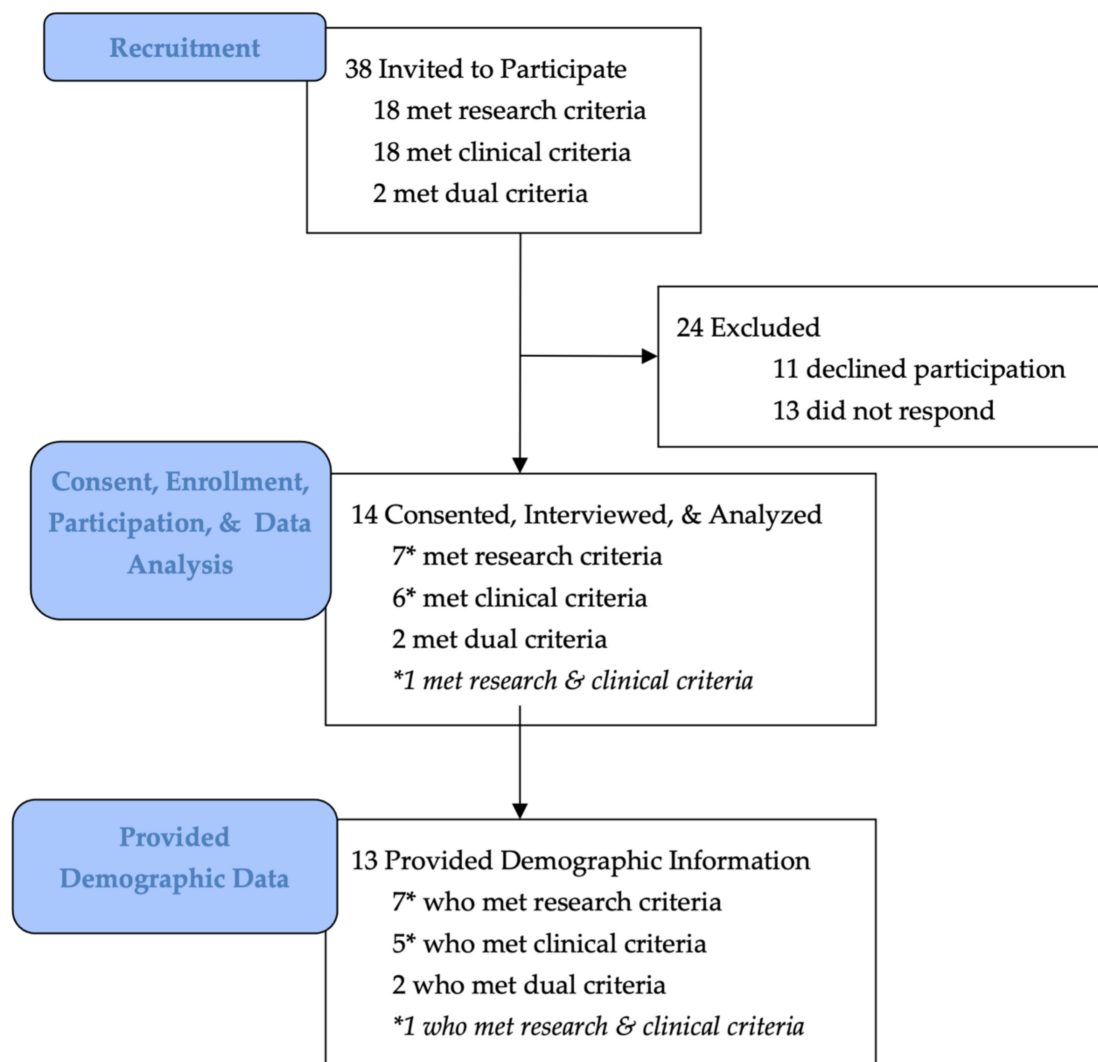 Recruitment
38 Invited to Participate
18 met research criteria
18 met clinical criteria
2 met dual criteria
24 Excluded
11 declined participation
13 did not respond
Consent, Enrollment,
Participation, & Data
Analysis
14 Consented, Interviewed, & Analyzed
7* met research criteria
6* met clinical criteria
2 met dual criteria
*1 met research & clinical criteria
Provided
Demographic Data
13 Provided Demographic Information
7* who met research criteria
5* who met clinical criteria
2 who met dual criteria
*1 who met research & clinical criteria